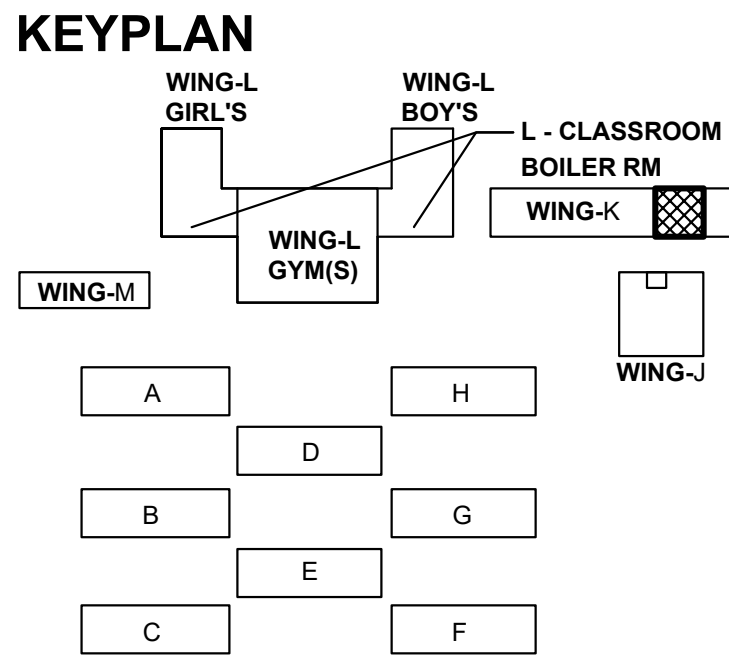 KEYPLAN
WING-L
GIRL'S
WING-L
BOY'S
L - CLASSROOM
BOILER RM
WING-K
WING-L
GYM(S)
WING-M
WING-J
A
H
D
B
G
E
C
F